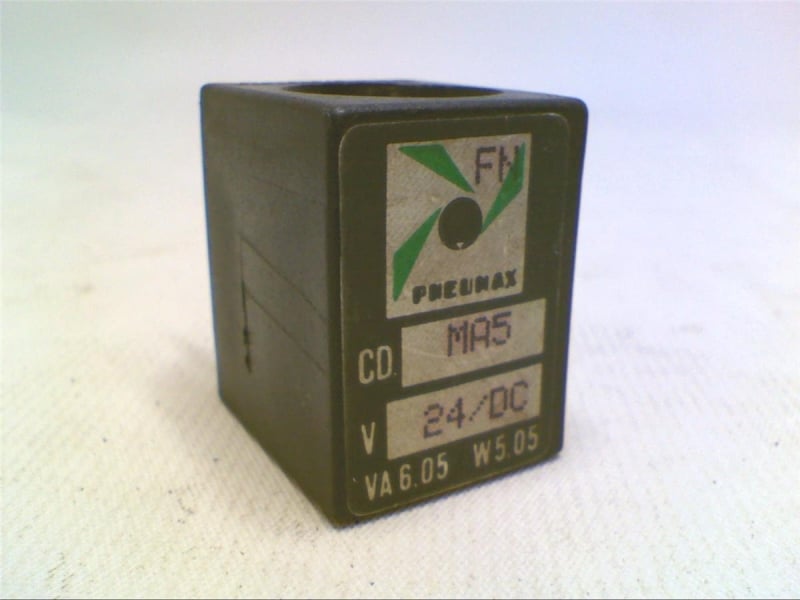 FN
PNEUMAX
CD. MA5
V 24/DC
VA 6.05 W 5.05